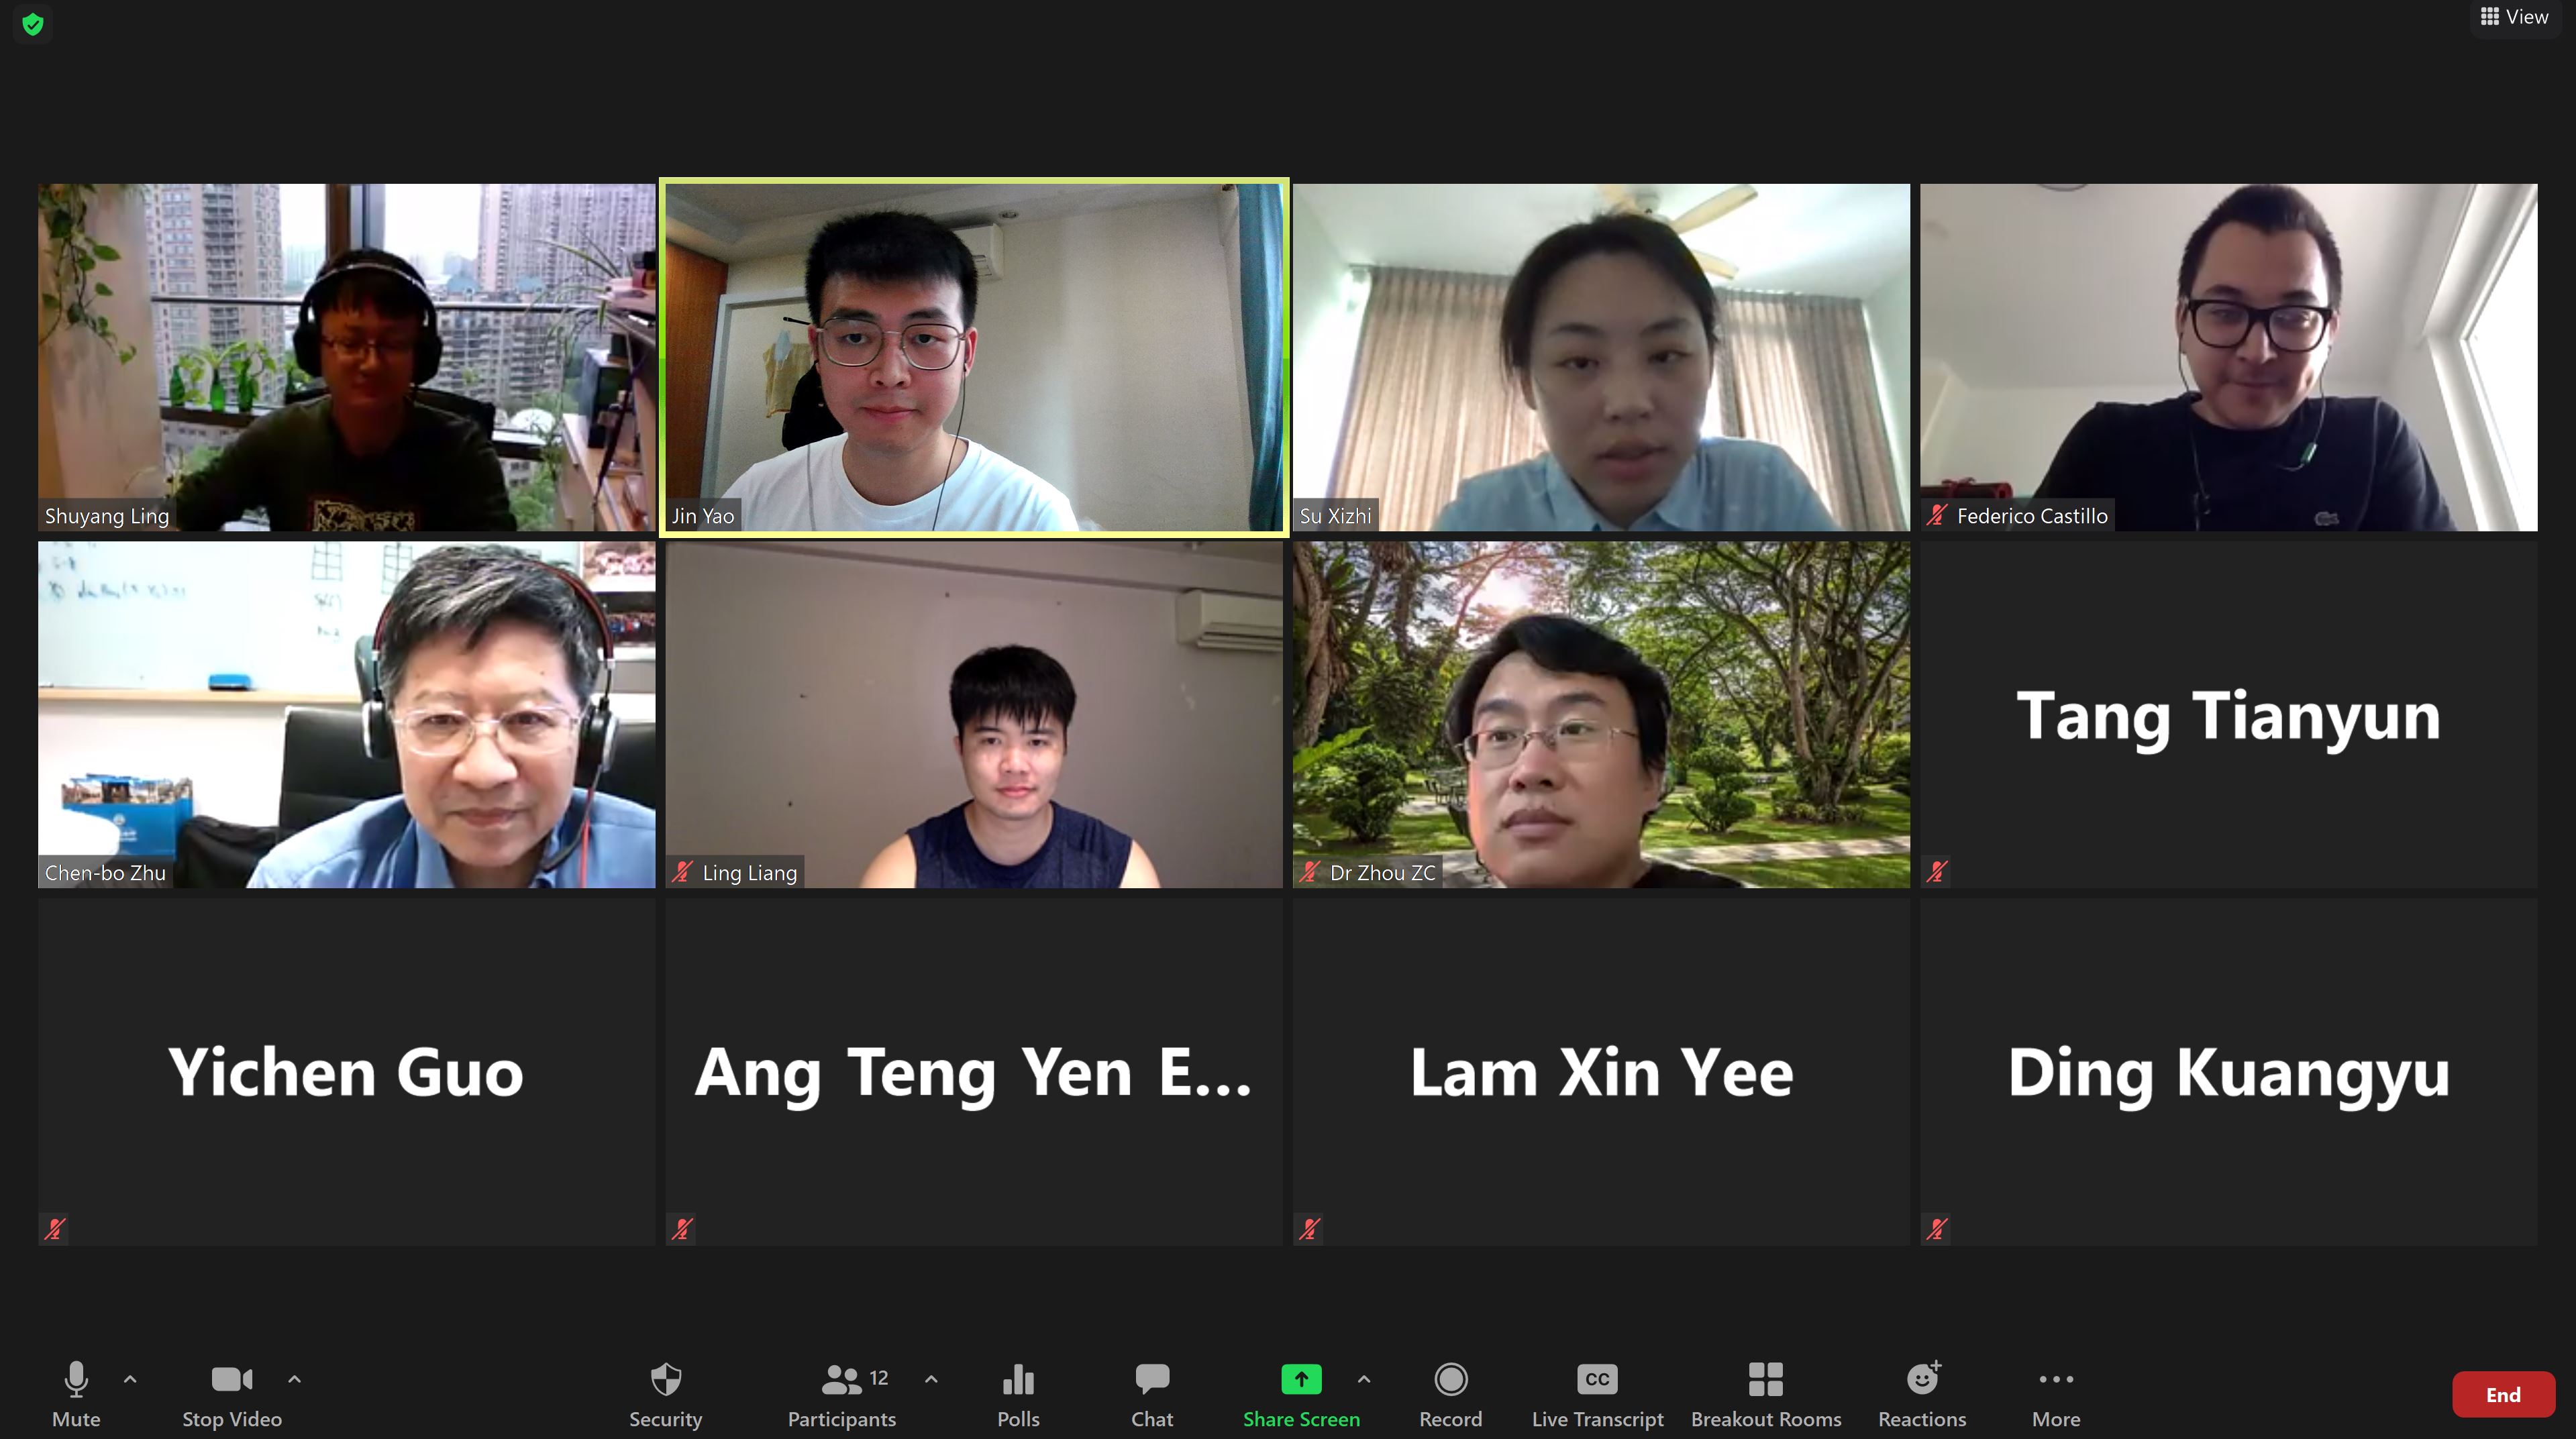 View
Shuyang Ling
Jin Yao
Su Xizhi
Federico Castillo
Chen-bo Zhu
Ling Liang
Dr Zhou ZC
Tang Tianyun
Yichen Guo
Ang Teng Yen E...
Lam Xin Yee
Ding Kuangyu
Mute
Stop Video
Security
12
Participants
Polls
Chat
Share Screen
Record
CC
Live Transcript
Breakout Rooms
Reactions
More
End